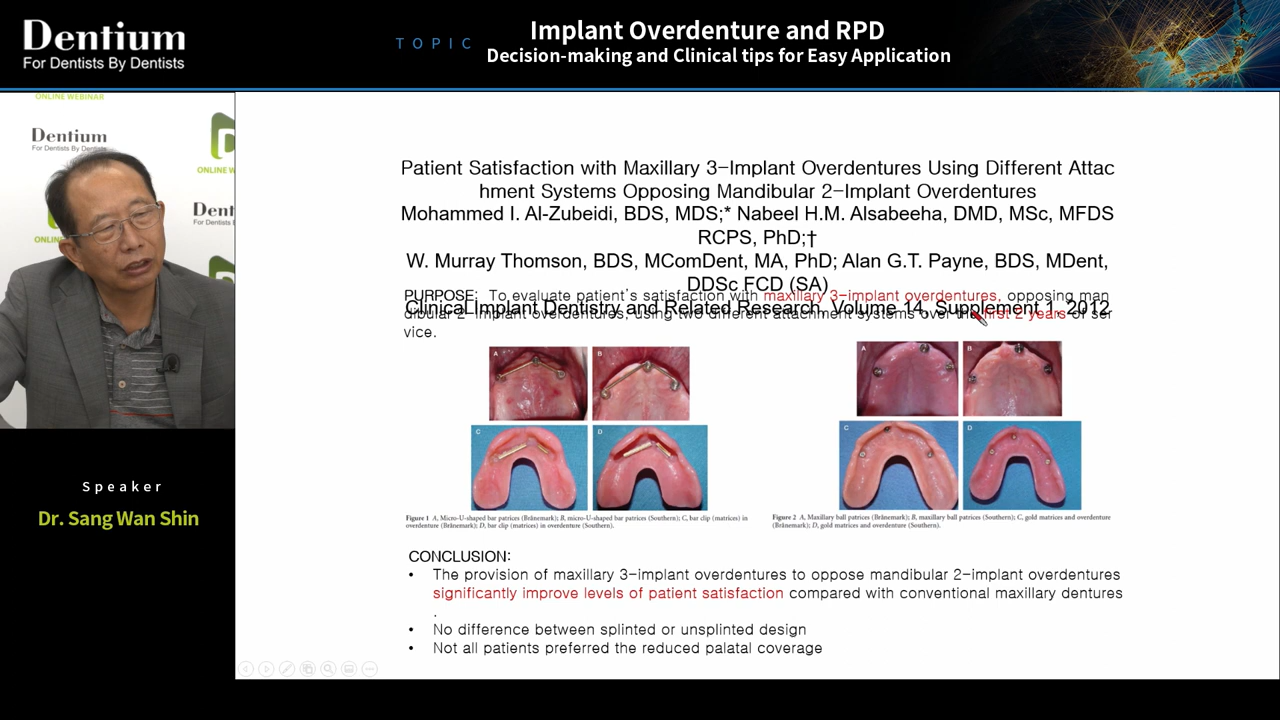 Dentium
For Dentists By Dentists
TOPIC
Implant Overdenture and RPD
Decision-making and Clinical tips for Easy Application
ONLINE WEBINAR
Dentium
For Dentists By Dentists
ONLINE W
Dent
For Dentists B
ONLIN
Patient Satisfaction with Maxillary 3-Implant Overdentures Using Different Attac
hment Systems Opposing Mandibular 2-Implant Overdentures
Mohammed I. Al-Zubeidi, BDS, MDS;* Nabeel H.M. Alsabeeha, DMD, MSc, MFDS
RCPS, PhD;†
W. Murray Thomson, BDS, MComDent, MA, PhD; Alan G.T. Payne, BDS, MDent,
DDSc FCD (SA)
PURPOSE: To evaluate patient's satisfaction with maxillary 3-implant overdentures, opposing man
Clinical Implant Dentistry and Related Research, Volume 14, Supplement 1, 2012
dibular 2-implant overdentures, using two different attachment systems over the first 2 years of ser
vice.
A
B
C
D
Figure 1 A, Micro-U-shaped bar patrices (Brånemark); B, micro-U-shaped bar patrices (Southern); C, bar clip (matrices) in
overdenture (Brånemark); D, bar clip (matrices) in overdenture (Southern).
A
B
C
D
Figure 2 A, Maxillary ball patrices (Brånemark); B, maxillary ball patrices (Southern); C, gold matrices and overdenture
(Brånemark); D, gold matrices and overdenture (Southern).
CONCLUSION:
• The provision of maxillary 3-implant overdentures to oppose mandibular 2-implant overdentures
significantly improve levels of patient satisfaction compared with conventional maxillary dentures
.
• No difference between splinted or unsplinted design
• Not all patients preferred the reduced palatal coverage
Speaker
Dr. Sang Wan Shin